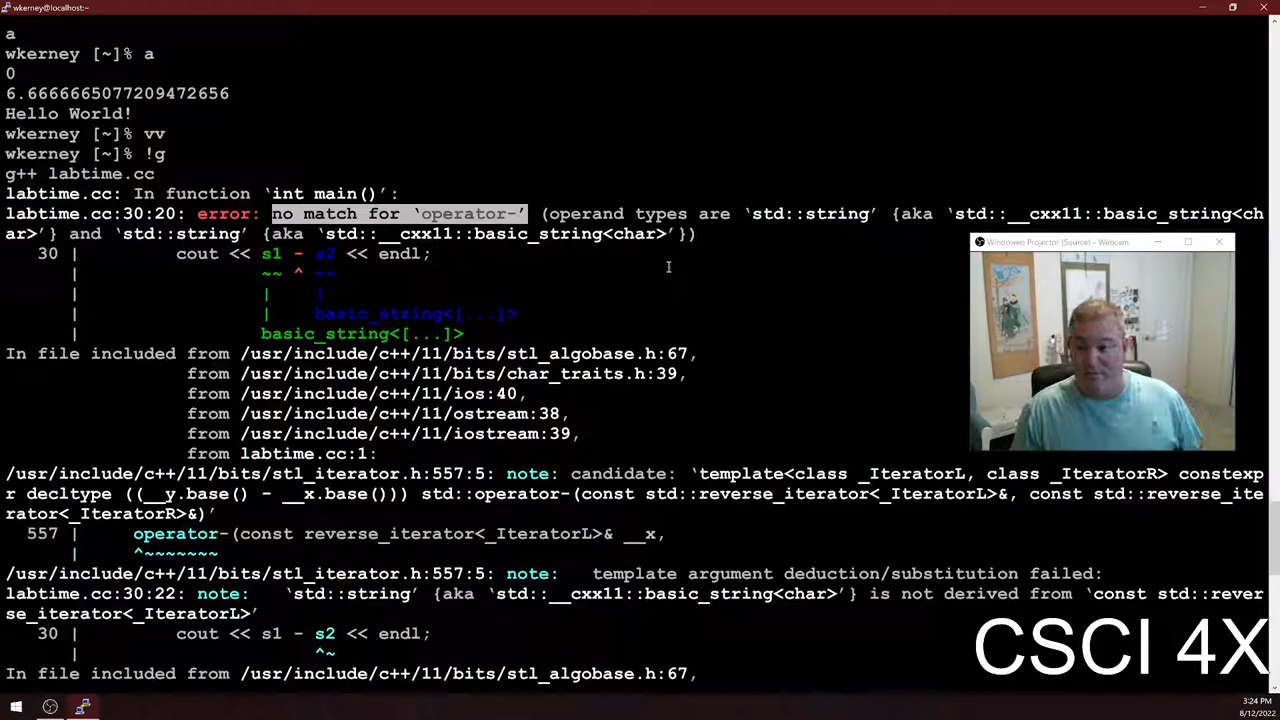 wkerney@localhost:~
a
wkerney [~]% a
0
6.6666665077209472656
Hello World!
wkerney [~]% vv
wkerney [~]% !g
g++ labtime.cc
labtime.cc: In function ‘int main()’:
labtime.cc:30:20: error: no match for ‘operator-’ (operand types are ‘std::string’ {aka ‘std::__cxx11::basic_string<ch
ar>’} and ‘std::string’ {aka ‘std::__cxx11::basic_string<char>’})
30 | cout << s1 - s2 << endl;
| ~~ ^ ~~
| | |
| | basic_string<[...]>
| basic_string<[...]>
In file included from /usr/include/c++/11/bits/stl_algobase.h:67,
from /usr/include/c++/11/bits/char_traits.h:39,
from /usr/include/c++/11/ios:40,
from /usr/include/c++/11/ostream:38,
from /usr/include/c++/11/iostream:39,
from labtime.cc:1:
/usr/include/c++/11/bits/stl_iterator.h:557:5: note: candidate: ‘template<class _IteratorL, class _IteratorR> constexp
r decltype ((__y.base() - __x.base())) std::operator-(const std::reverse_iterator<_IteratorL>&, const std::reverse_ite
rator<_IteratorR>&)’
557 | operator-(const reverse_iterator<_IteratorL>& __x,
| ^~~~~~~~
/usr/include/c++/11/bits/stl_iterator.h:557:5: note: template argument deduction/substitution failed:
labtime.cc:30:22: note: ‘std::string’ {aka ‘std::__cxx11::basic_string<char>’} is not derived from ‘const std::rever
se_iterator<_IteratorL>’
30 | cout << s1 - s2 << endl;
| ^~
In file included from /usr/include/c++/11/bits/stl_algobase.h:67,
Windowed Projector (Source) - Webcam
CSCI 4X
3:24 PM
8/12/2022